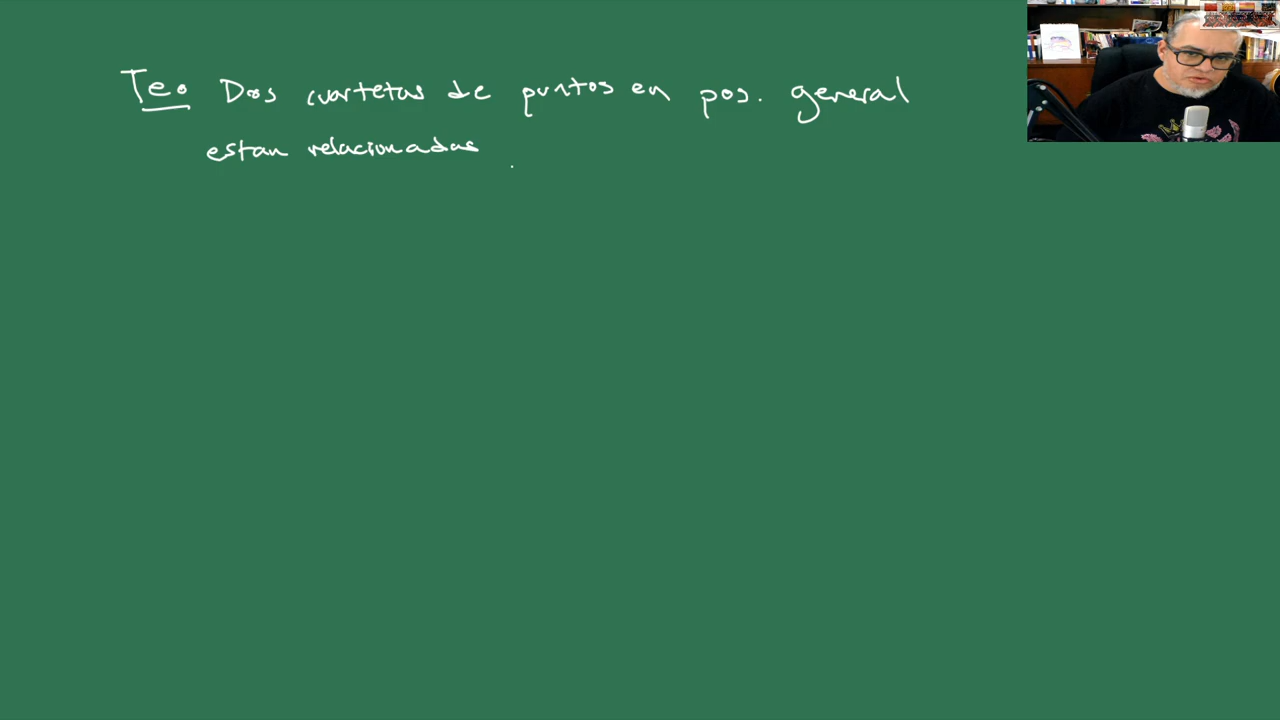 Teo Dos cuartetas de puntos en pos. general
estan relacionadas